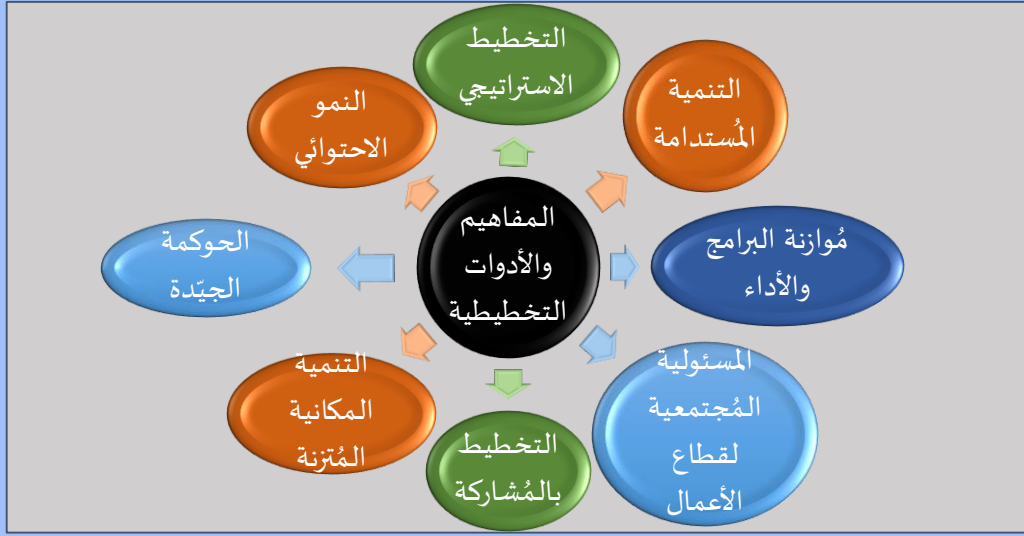 التخطيط
الاستراتيجي
التنمية
المُستدامة
مُوازنة البرامج
والأداء
المسئولية
المُجتمعية
لقطاع
الأعمال
التخطيط
بالمُشاركة
التنمية
المكانية
المُتزنة
الحوكمة
الجيّدة
النمو
الاحتوائي
المفاهيم
والأدوات
التخطيطية